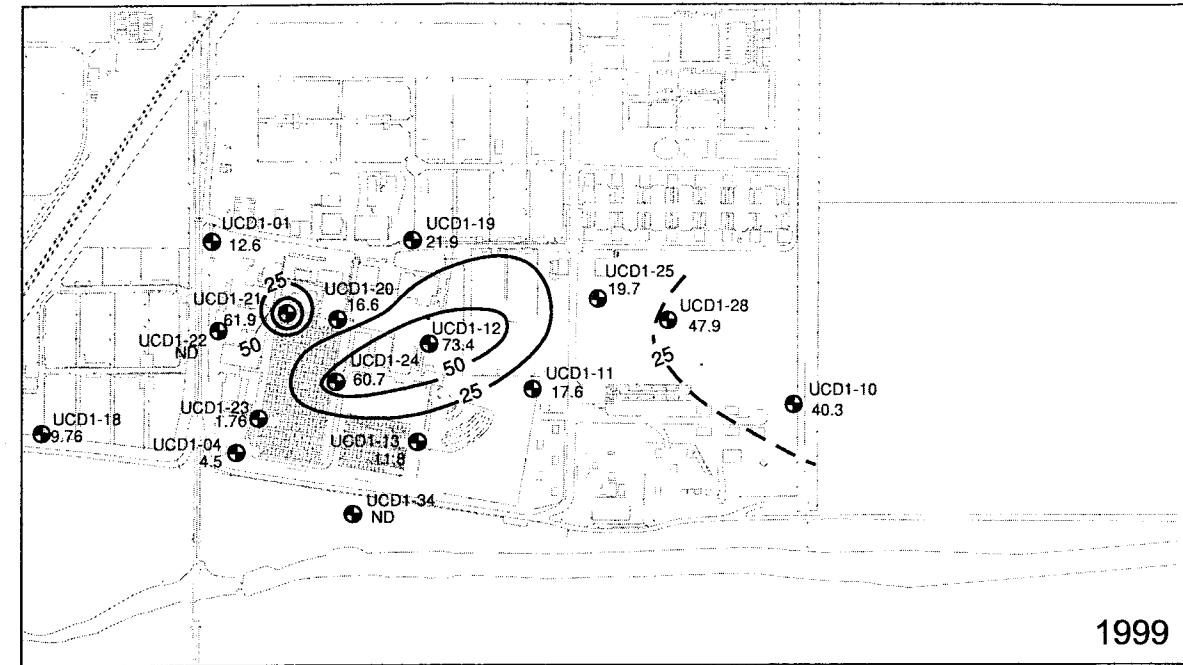 UCD1-01
12.6
UCD1-19
21.9
UCD1-25
19.7
25
UCD1-20
16.6
UCD1-21
61.9
UCD1-28
47.9
UCD1-22
ND
50
UCD1-12
73.4
50
25
UCD1-24
60.7
25
UCD1-11
17.6
UCD1-10
40.3
UCD1-18
9.76
UCD1-23
1.76
UCD1-04
4.5
UCD1-13
11.8
UCD1-34
ND
1999